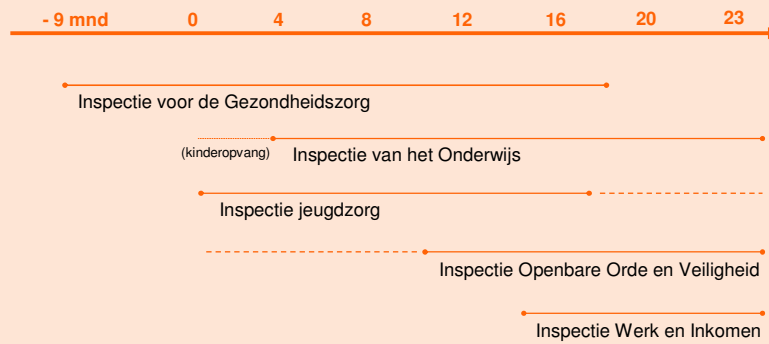 - 9 mnd 0 4 8 12 16 20 23
Inspectie voor de Gezondheidszorg
(kinderopvang) Inspectie van het Onderwijs
Inspectie jeugdzorg
Inspectie Openbare Orde en Veiligheid
Inspectie Werk en Inkomen